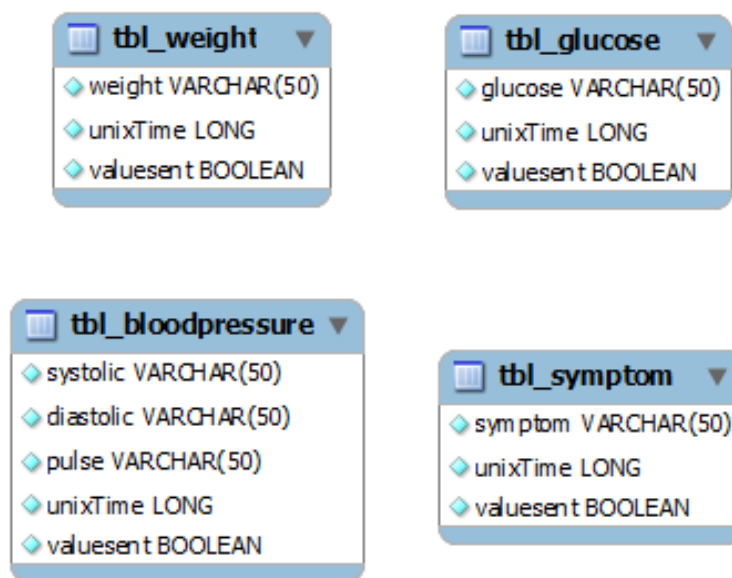 tbl_weight
weight VARCHAR(50)
unixTime LONG
valuesent BOOLEAN
tbl_glucose
glucose VARCHAR(50)
unixTime LONG
valuesent BOOLEAN
tbl_bloodpressure
systolic VARCHAR(50)
diastolic VARCHAR(50)
pulse VARCHAR(50)
unixTime LONG
valuesent BOOLEAN
tbl_symptom
symptom VARCHAR(50)
unixTime LONG
valuesent BOOLEAN